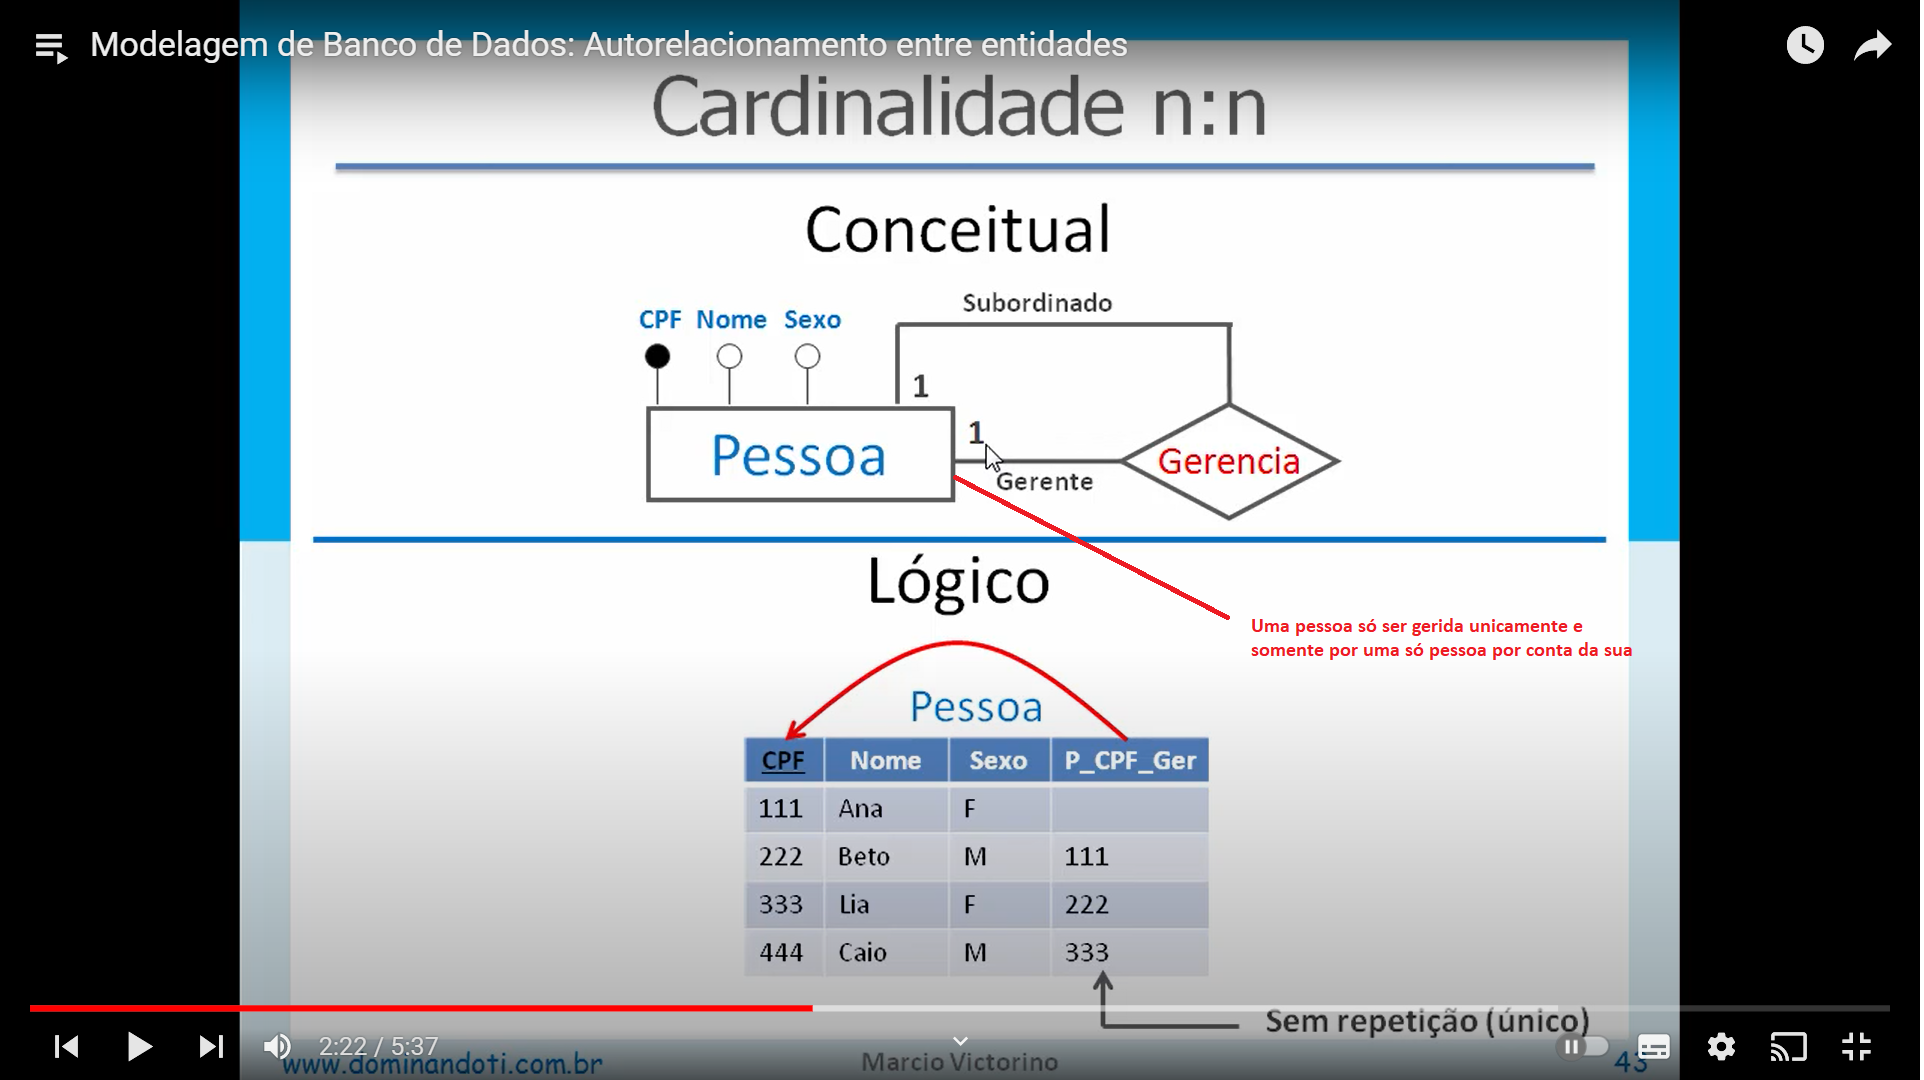 Modelagem de Banco de Dados: Autorelacionamento entre entidades
Cardinalidade n:n
Conceitual
Subordinado
CPF Nome Sexo
1
1
Pessoa
Gerencia
Gerente
Lógico
Uma pessoa só ser gerida unicamente e
somente por uma só pessoa por conta da sua
Pessoa
CPF Nome Sexo P_CPF_Ger
111 Ana F
222 Beto M 111
333 Lia F 222
444 Caio M 333
Sem repetição (único)
2:22 / 5:37
www.dominandoti.com.br
Marcio Victorino
43